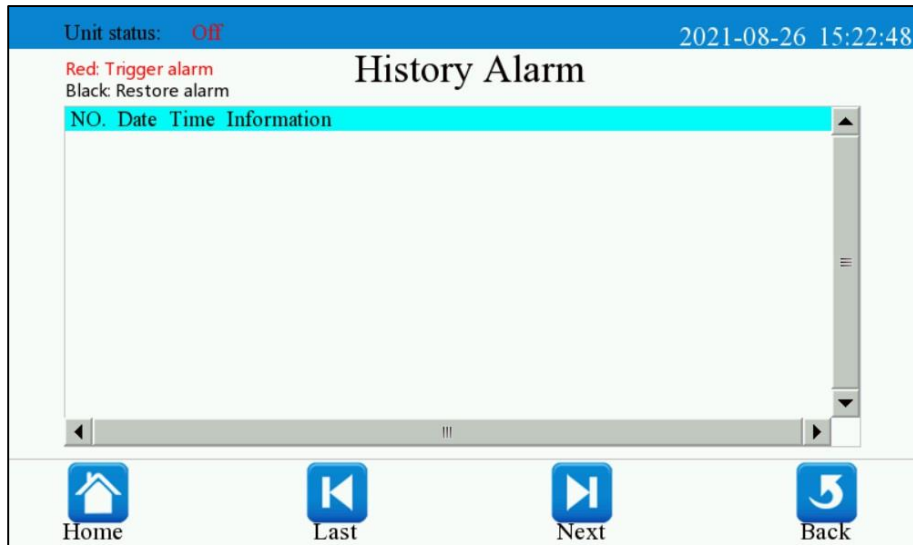 Unit status: Off
2021-08-26 15:22:48
Red: Trigger alarm
Black: Restore alarm
History Alarm
NO. Date Time Information
Home
Last
Next
Back